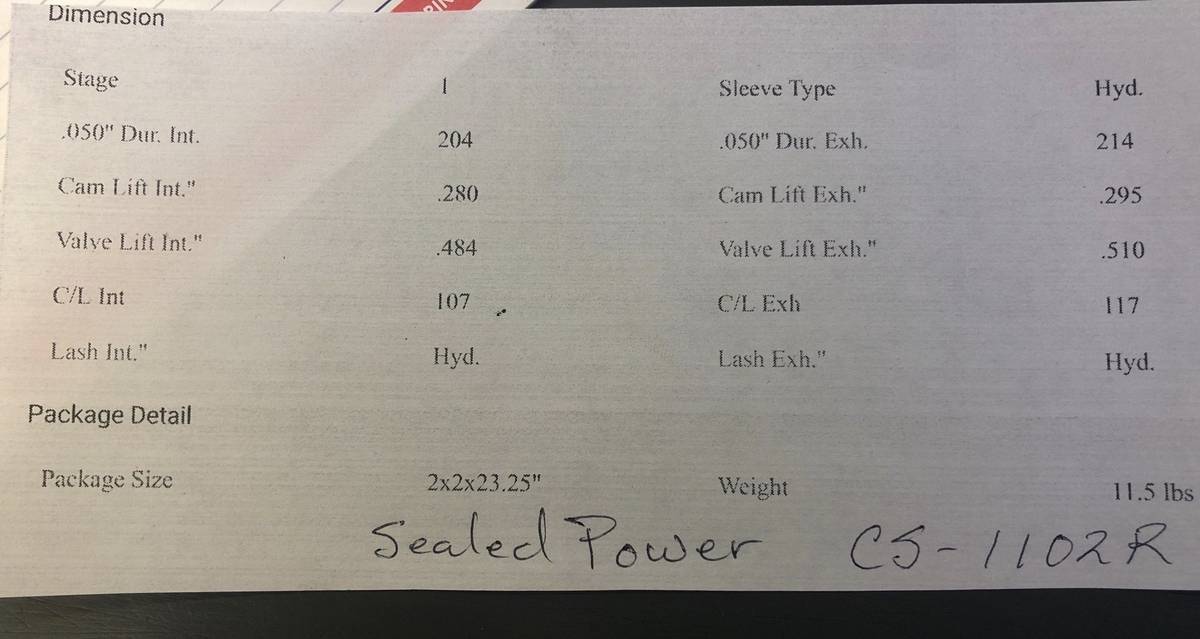 Dimension
Stage 1 Sleeve Type Hyd.
.050" Dur. Int. 204 .050" Dur. Exh. 214
Cam Lift Int." .280 Cam Lift Exh." .295
Valve Lift Int." .484 Valve Lift Exh." .510
C/L Int 107 C/L Exh 117
Lash Int." Hyd. Lash Exh." Hyd.
Package Detail
Package Size 2x2x23.25" Weight 11.5 lbs
Sealed Power CS-1102R